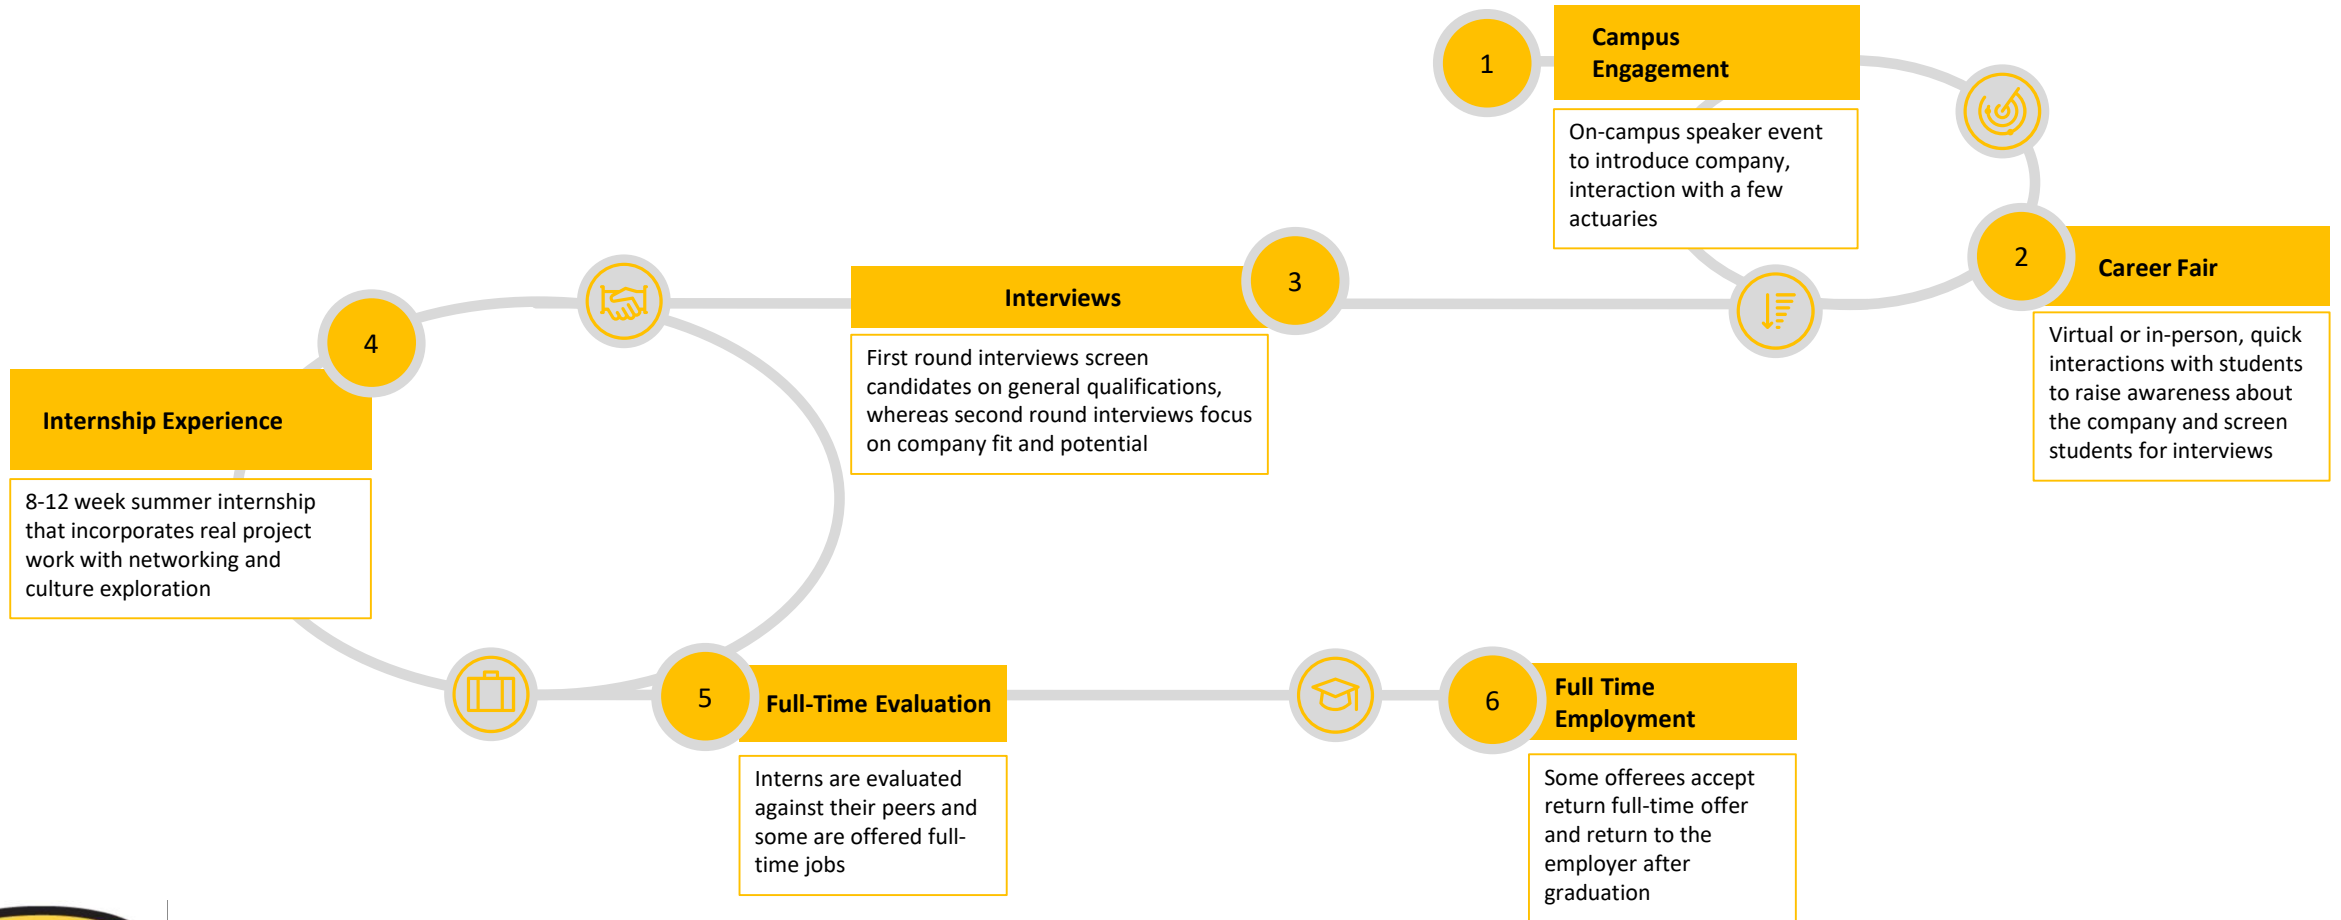 1
Campus
Engagement
On-campus speaker event
to introduce company,
interaction with a few
actuaries
2
Career Fair
Virtual or in-person, quick
interactions with students
to raise awareness about
the company and screen
students for interviews
3
Interviews
First round interviews screen
candidates on general qualifications,
whereas second round interviews focus
on company fit and potential
4
Internship Experience
8-12 week summer internship
that incorporates real project
work with networking and
culture exploration
5
Full-Time Evaluation
Interns are evaluated
against their peers and
some are offered full-
time jobs
6
Full Time
Employment
Some offerees accept
return full-time offer
and return to the
employer after
graduation